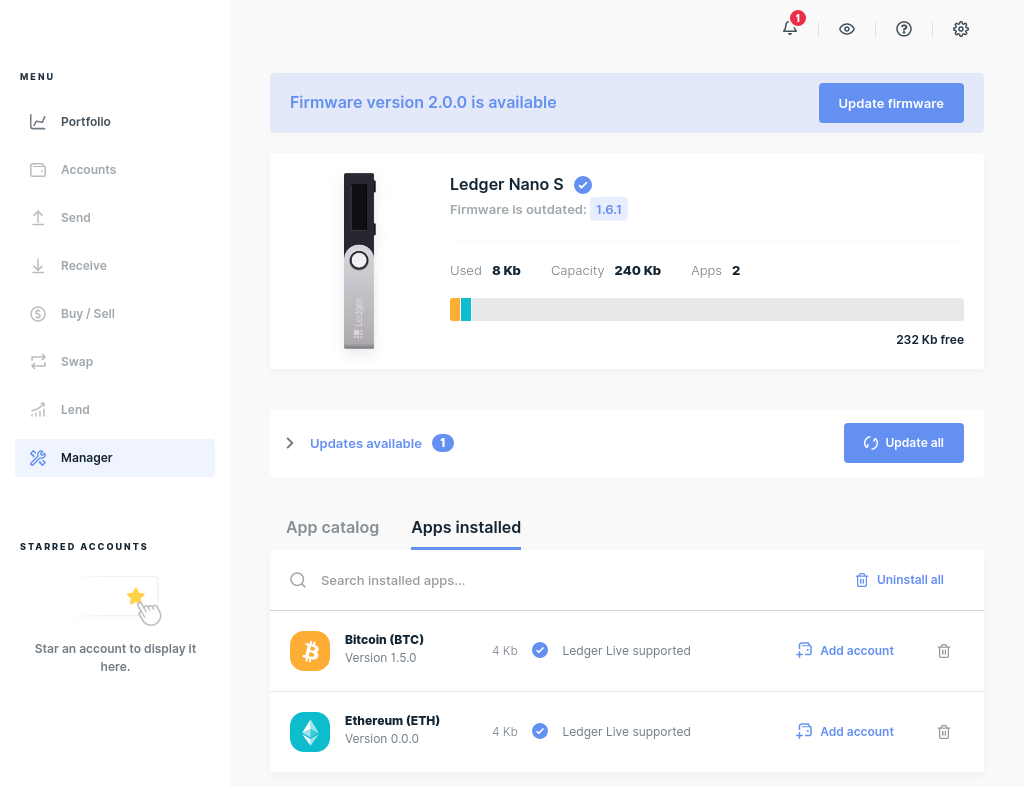 1
MENU
Portfolio
Accounts
Send
Receive
Buy / Sell
Swap
Lend
Manager
STARRED ACCOUNTS
Star an account to display it
here.
Firmware version 2.0.0 is available
Update firmware
Ledger
Ledger Nano S
Firmware is outdated: 1.6.1
Used 8 Kb Capacity 240 Kb Apps 2
232 Kb free
Updates available 1
Update all
App catalog Apps installed
Search installed apps...
Uninstall all
Bitcoin (BTC)
Version 1.5.0
4 Kb Ledger Live supported Add account
Ethereum (ETH)
Version 0.0.0
4 Kb Ledger Live supported Add account